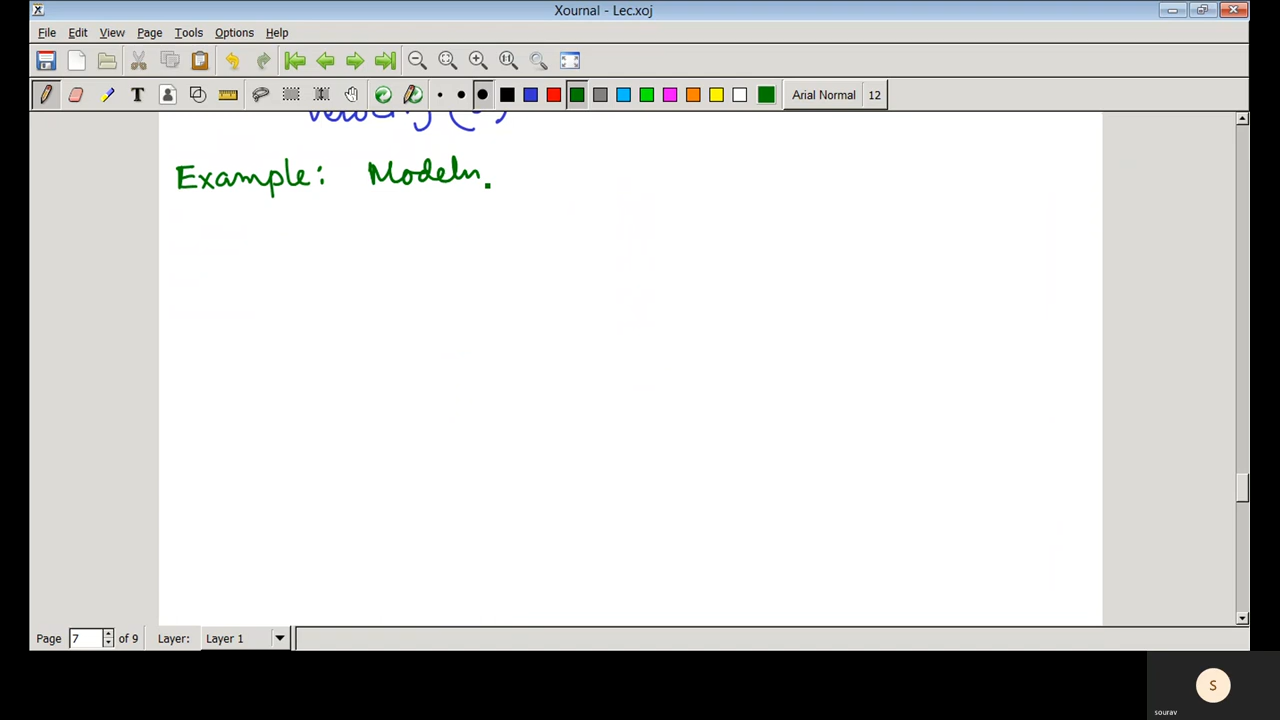 Xournal - Lec.xoj
File Edit View Page Tools Options Help
Arial Normal 12
Example: Modeln.
Page 7 of 9 Layer: Layer 1
S
sourav